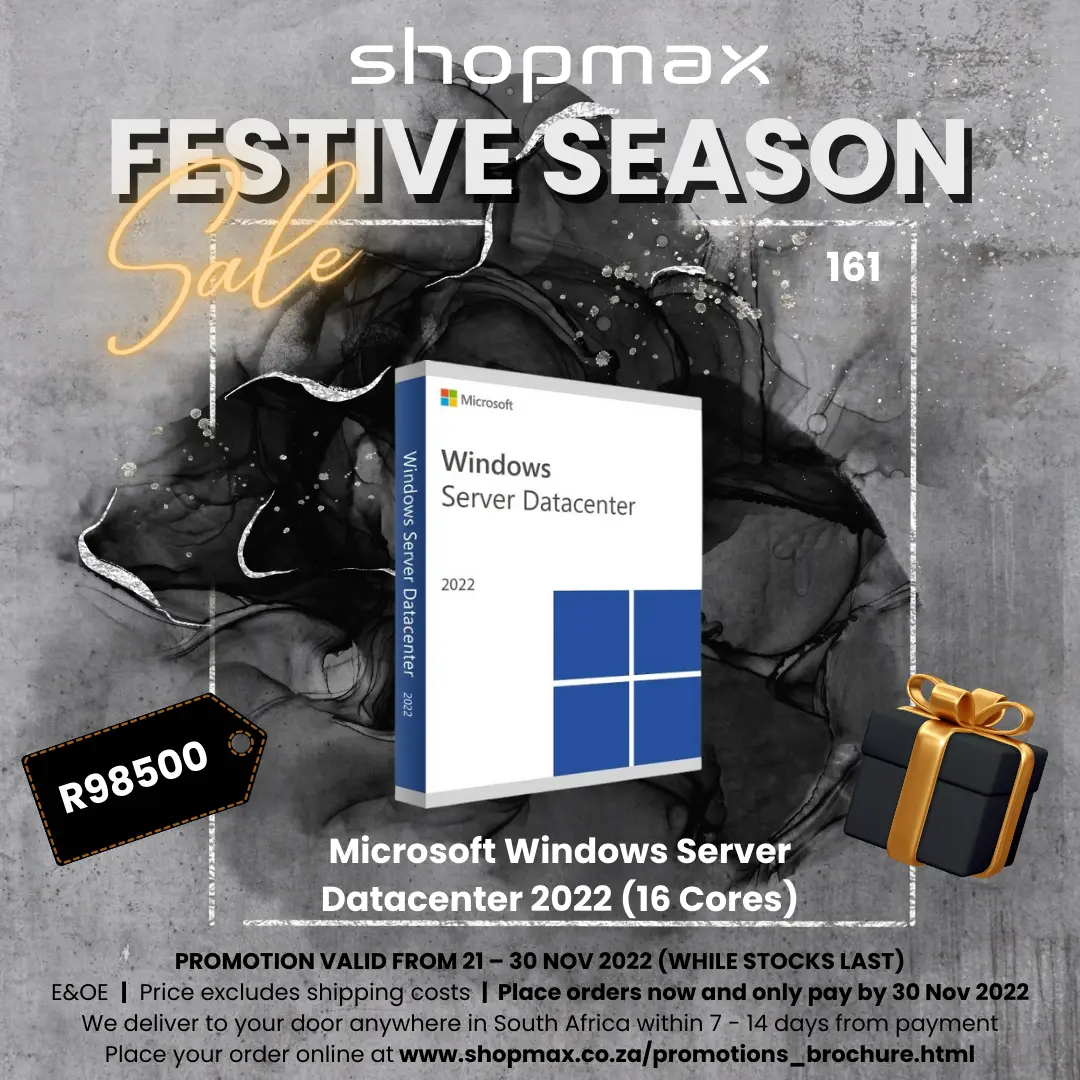 shopmax
FESTIVE SEASON
Sale
161
Microsoft
Windows
Server Datacenter
2022
Windows Server Datacenter 2022
R98500
Microsoft Windows Server
Datacenter 2022 (16 Cores)
PROMOTION VALID FROM 21 – 30 NOV 2022 (WHILE STOCKS LAST)
E&OE | Price excludes shipping costs | Place orders now and only pay by 30 Nov 2022
We deliver to your door anywhere in South Africa within 7 - 14 days from payment
Place your order online at www.shopmax.co.za/promotions_brochure.html